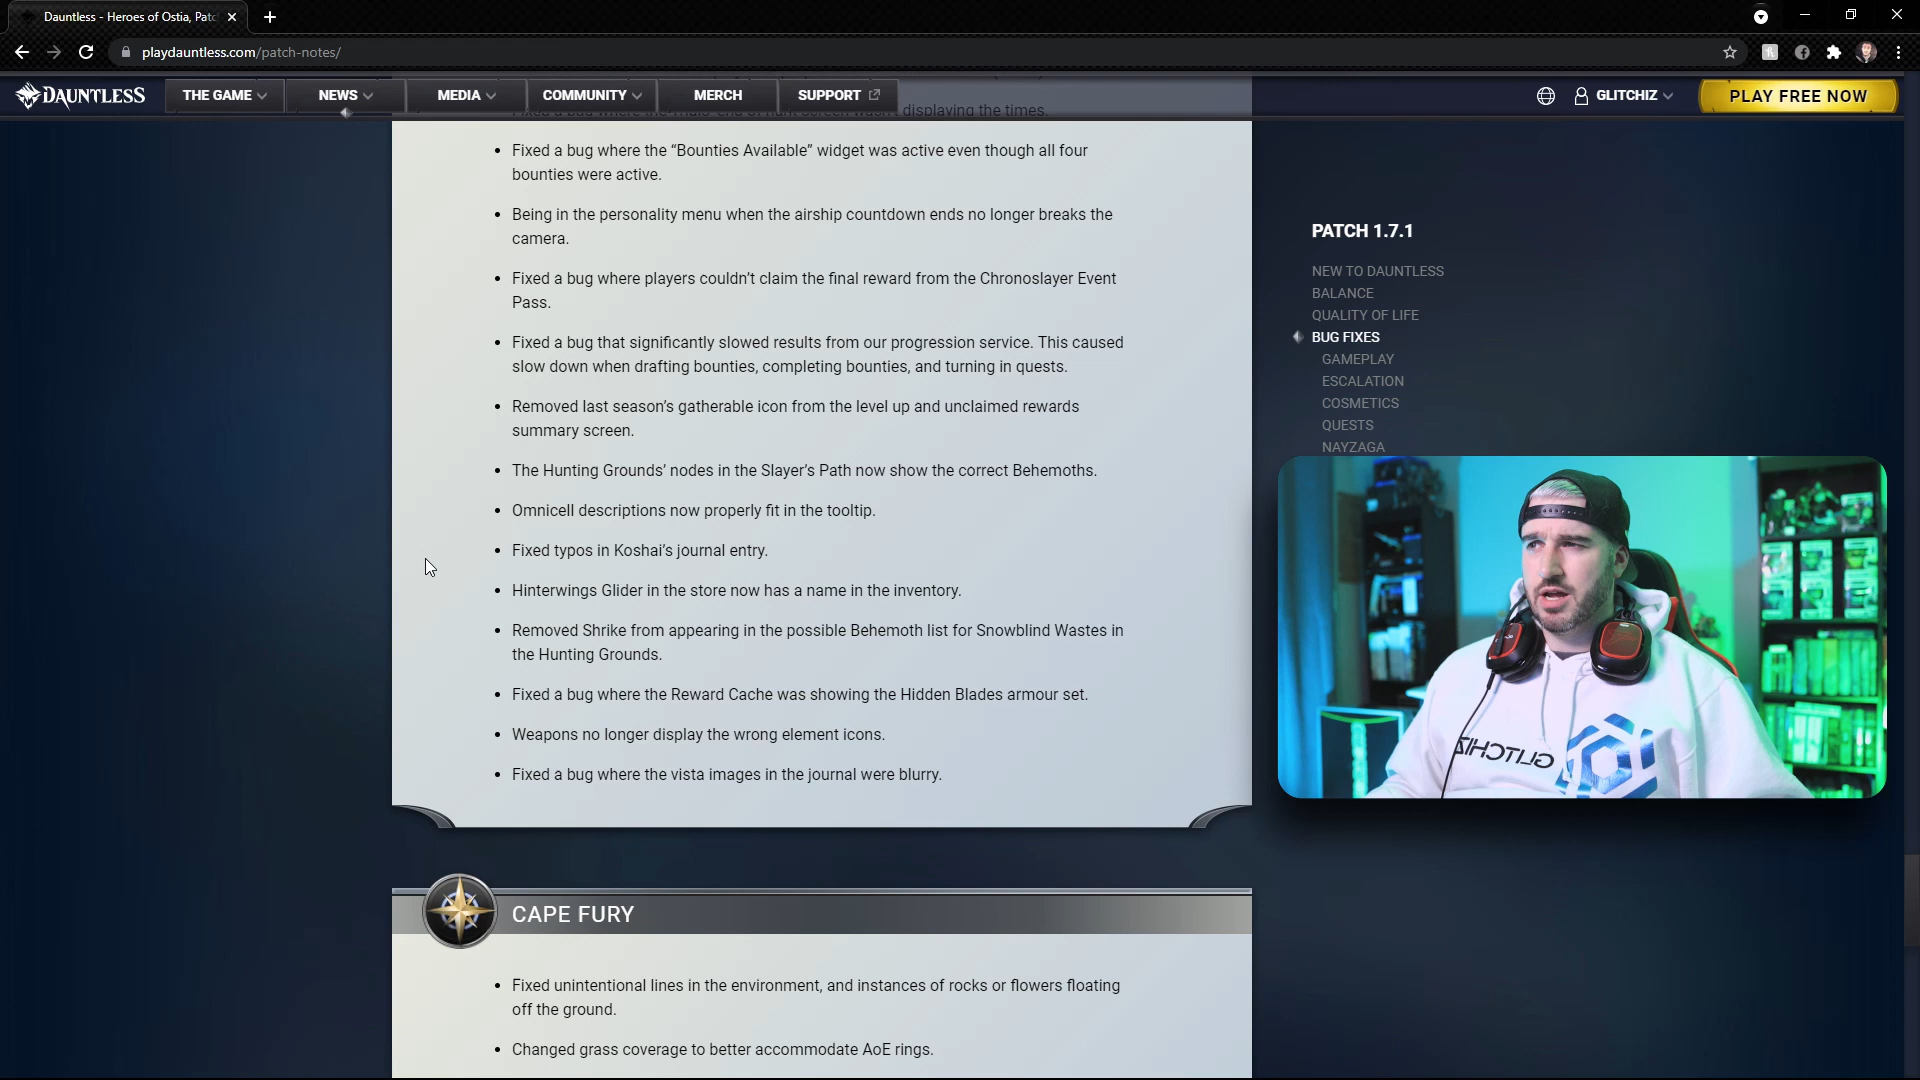 Dauntless - Heroes of Ostia, Patc
playdauntless.com/patch-notes/
DAUNTLESS
THE GAME
NEWS
MEDIA
COMMUNITY
MERCH
SUPPORT
GLITCHIZ
PLAY FREE NOW
displaying the times.
• Fixed a bug where the “Bounties Available” widget was active even though all four
bounties were active.
• Being in the personality menu when the airship countdown ends no longer breaks the
camera.
• Fixed a bug where players couldn’t claim the final reward from the Chronoslayer Event
Pass.
• Fixed a bug that significantly slowed results from our progression service. This caused
slow down when drafting bounties, completing bounties, and turning in quests.
• Removed last season’s gatherable icon from the level up and unclaimed rewards
summary screen.
• The Hunting Grounds’ nodes in the Slayer’s Path now show the correct Behemoths.
• Omnicell descriptions now properly fit in the tooltip.
• Fixed typos in Koshai’s journal entry.
• Hinterwings Glider in the store now has a name in the inventory.
• Removed Shrike from appearing in the possible Behemoth list for Snowblind Wastes in
the Hunting Grounds.
• Fixed a bug where the Reward Cache was showing the Hidden Blades armour set.
• Weapons no longer display the wrong element icons.
• Fixed a bug where the vista images in the journal were blurry.
CAPE FURY
• Fixed unintentional lines in the environment, and instances of rocks or flowers floating
off the ground.
• Changed grass coverage to better accommodate AoE rings.
PATCH 1.7.1
NEW TO DAUNTLESS
BALANCE
QUALITY OF LIFE
BUG FIXES
GAMEPLAY
ESCALATION
COSMETICS
QUESTS
NAYZAGA
GLITCHIZ